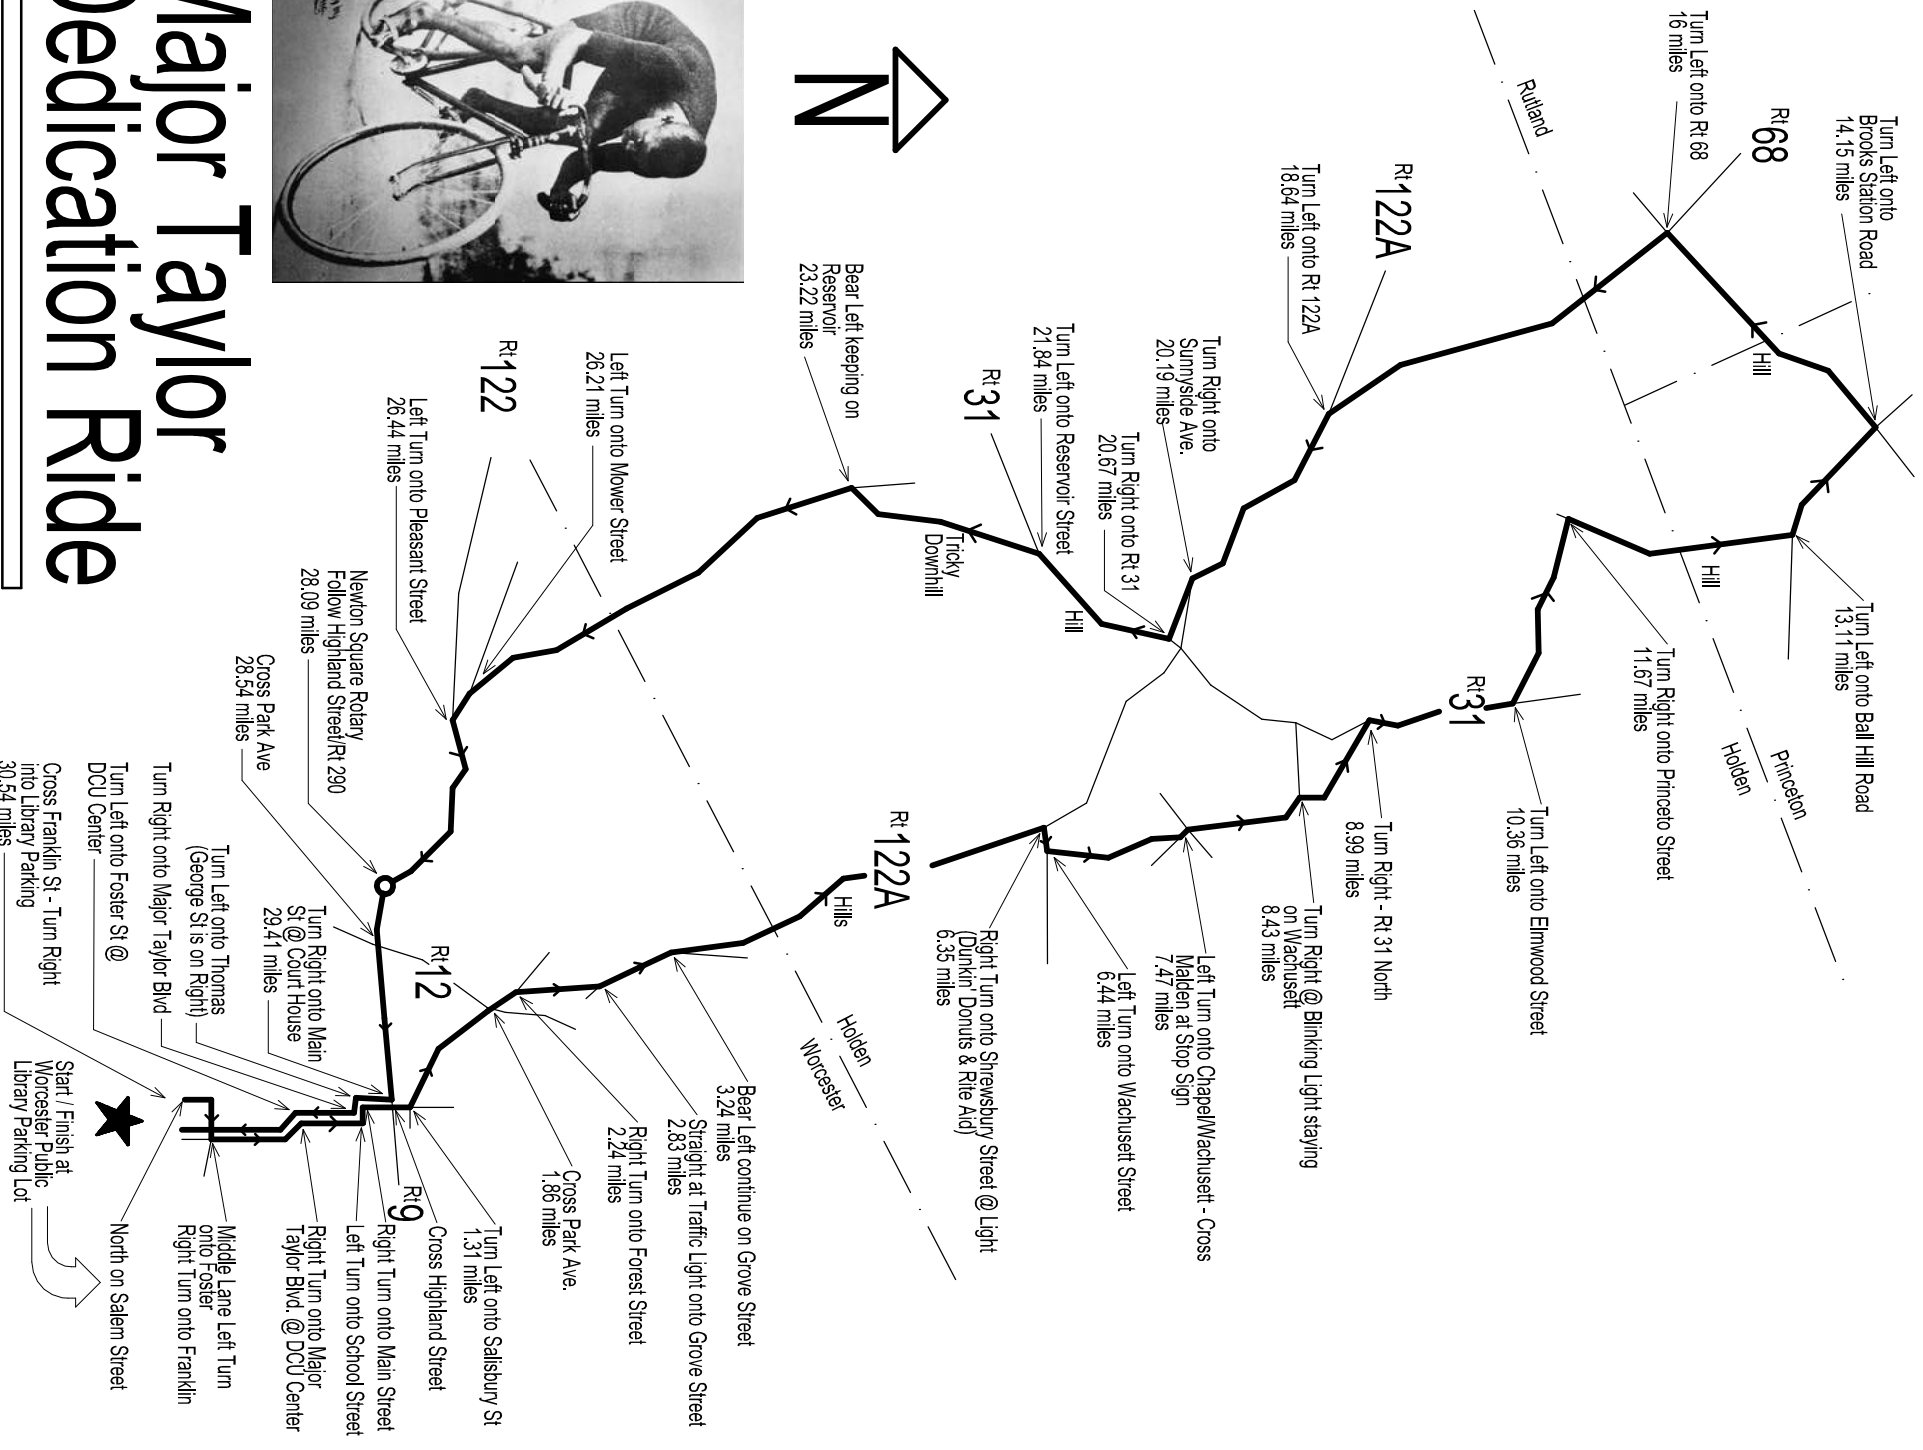 Major Taylor
Dedication Ride
N
Turn Left onto
Brooks Station Road
14.15 miles
Rt 68
Turn Left onto Rt 68
16 miles
Rutland
Hill
Turn Left onto Ball Hill Road
13.11 miles
Hill
Princeton
Holden
Turn Right onto Princeto Street
11.67 miles
Turn Left onto Elmwood Street
10.36 miles
Rt 31
Turn Right - Rt 31 North
8.99 miles
Turn Right @ Blinking Light staying
on Wachusett
8.43 miles
Left Turn onto Chapel/Wachusett - Cross
Malden at Stop Sign
7.47 miles
Left Turn onto Wachusett Street
6.44 miles
Right Turn onto Shrewsbury Street @ Light
(Dunkin' Donuts & Rite Aid)
6.35 miles
Rt 122A
Turn Left onto Rt 122A
18.64 miles
Turn Right onto
Sunnyside Ave.
20.19 miles
Turn Right onto Rt 31
20.67 miles
Hill
Turn Left onto Reservoir Street
21.84 miles
Rt 31
Tricky
Downhill
Bear Left keeping on
Reservoir
23.22 miles
Rt 122A
Hills
Holden
Worcester
Bear Left continue on Grove Street
3.24 miles
Straight at Traffic Light onto Grove Street
2.83 miles
Right Turn onto Forest Street
2.24 miles
Cross Park Ave.
1.86 miles
Turn Left onto Salisbury St
1.31 miles
Cross Highland Street
Rt 9
Right Turn onto Main Street
Left Turn onto School Street
Right Turn onto Major
Taylor Blvd. @ DCU Center
Middle Lane Left Turn
onto Foster
Right Turn onto Franklin
North on Salem Street
Left Turn onto Mower Street
26.21 miles
Rt 122
Left Turn onto Pleasant Street
26.44 miles
Newton Square Rotary
Follow Highland Street/Rt 290
28.09 miles
Cross Park Ave
28.54 miles
Rt 12
Turn Right onto Main
St @ Court House
29.41 miles
Turn Left onto Thomas
(George St is on Right)
Turn Right onto Major Taylor Blvd
Turn Left onto Foster St @
DCU Center
Cross Franklin St - Turn Right
into Library Parking
30.54 miles
Start / Finish at
Worcester Public
Library Parking Lot